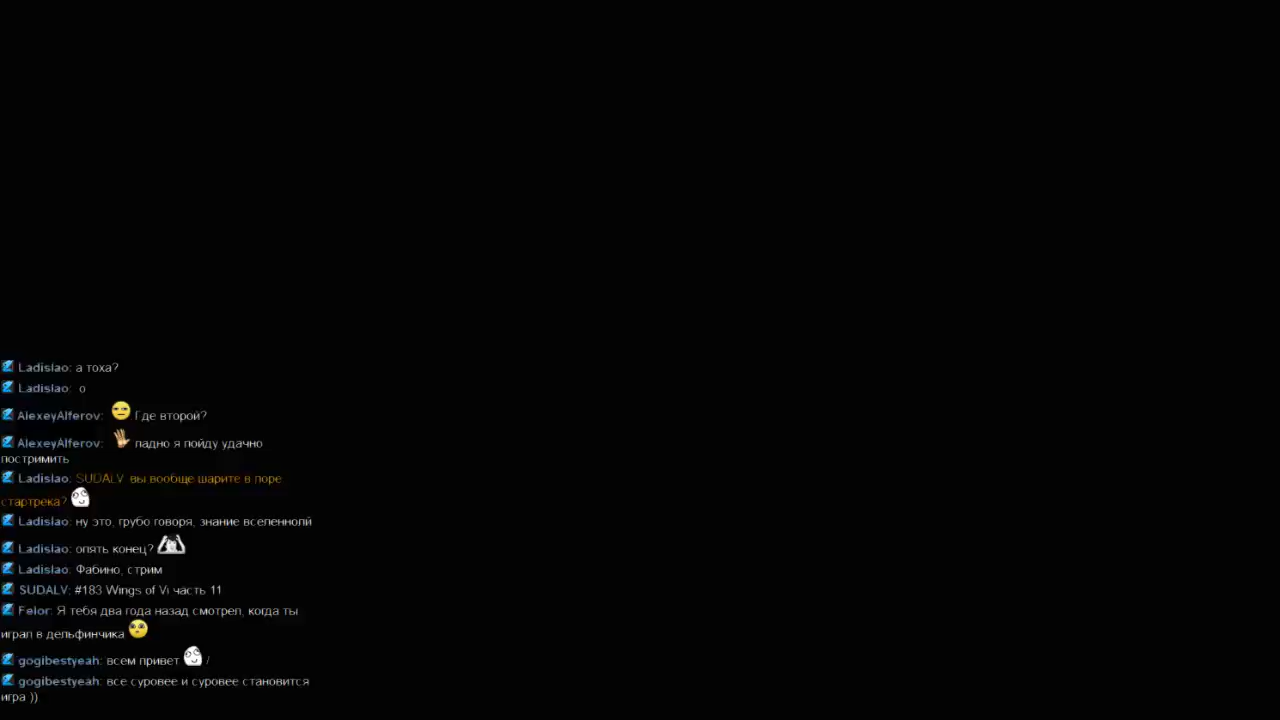 Ladislao: а тоха?
Ladislao: о
AlexeyAlferov: Где второй?
AlexeyAlferov: ладно я пойду удачно
постримить
Ladislao: SUDALV вы вообще шарите в лоре
стартрека?
Ladislao: ну это, грубо говоря, знание вселеннолй
Ladislao: опять конец?
Ladislao: Фабино, стрим
SUDALV: #183 Wings of Vi часть 11
Felor: Я тебя два года назад смотрел, когда ты
играл в дельфинчика
gogibestyeah: всем привет /
gogibestyeah: все суровее и суровее становится
игра ))